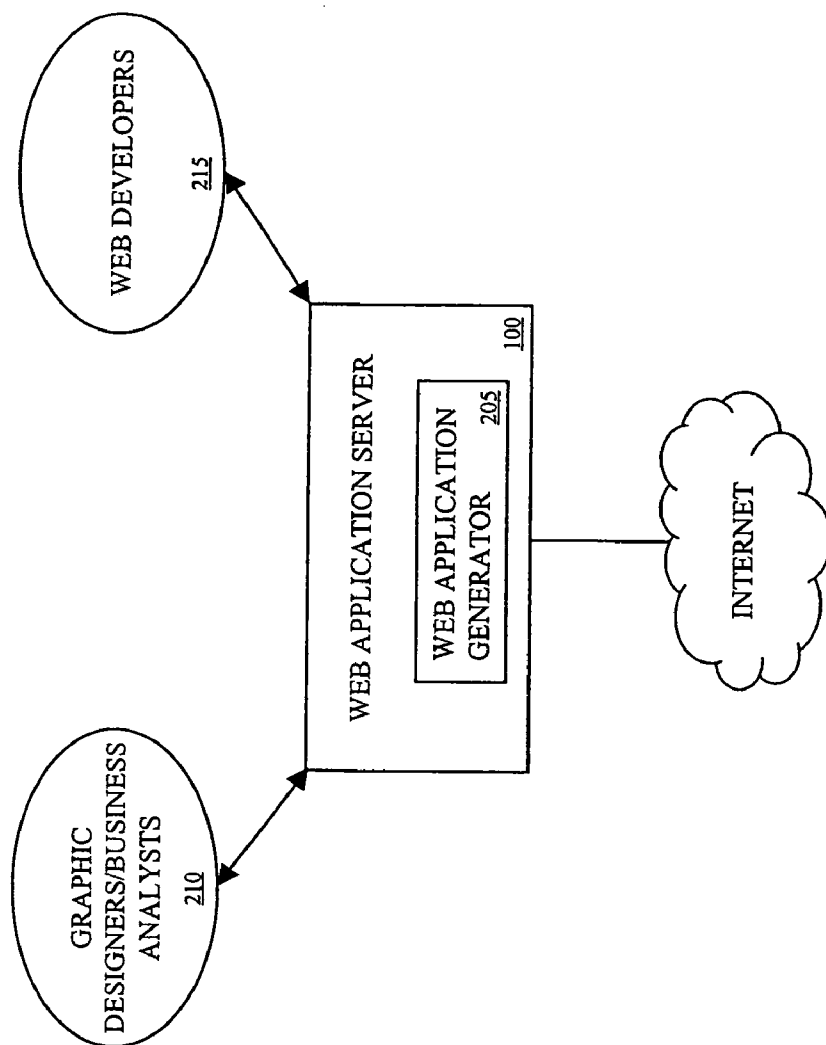 GRAPHIC
DESIGNERS/BUSINESS
ANALYSTS
210
WEB DEVELOPERS
215
WEB APPLICATION SERVER
100
WEB APPLICATION
GENERATOR
205
INTERNET